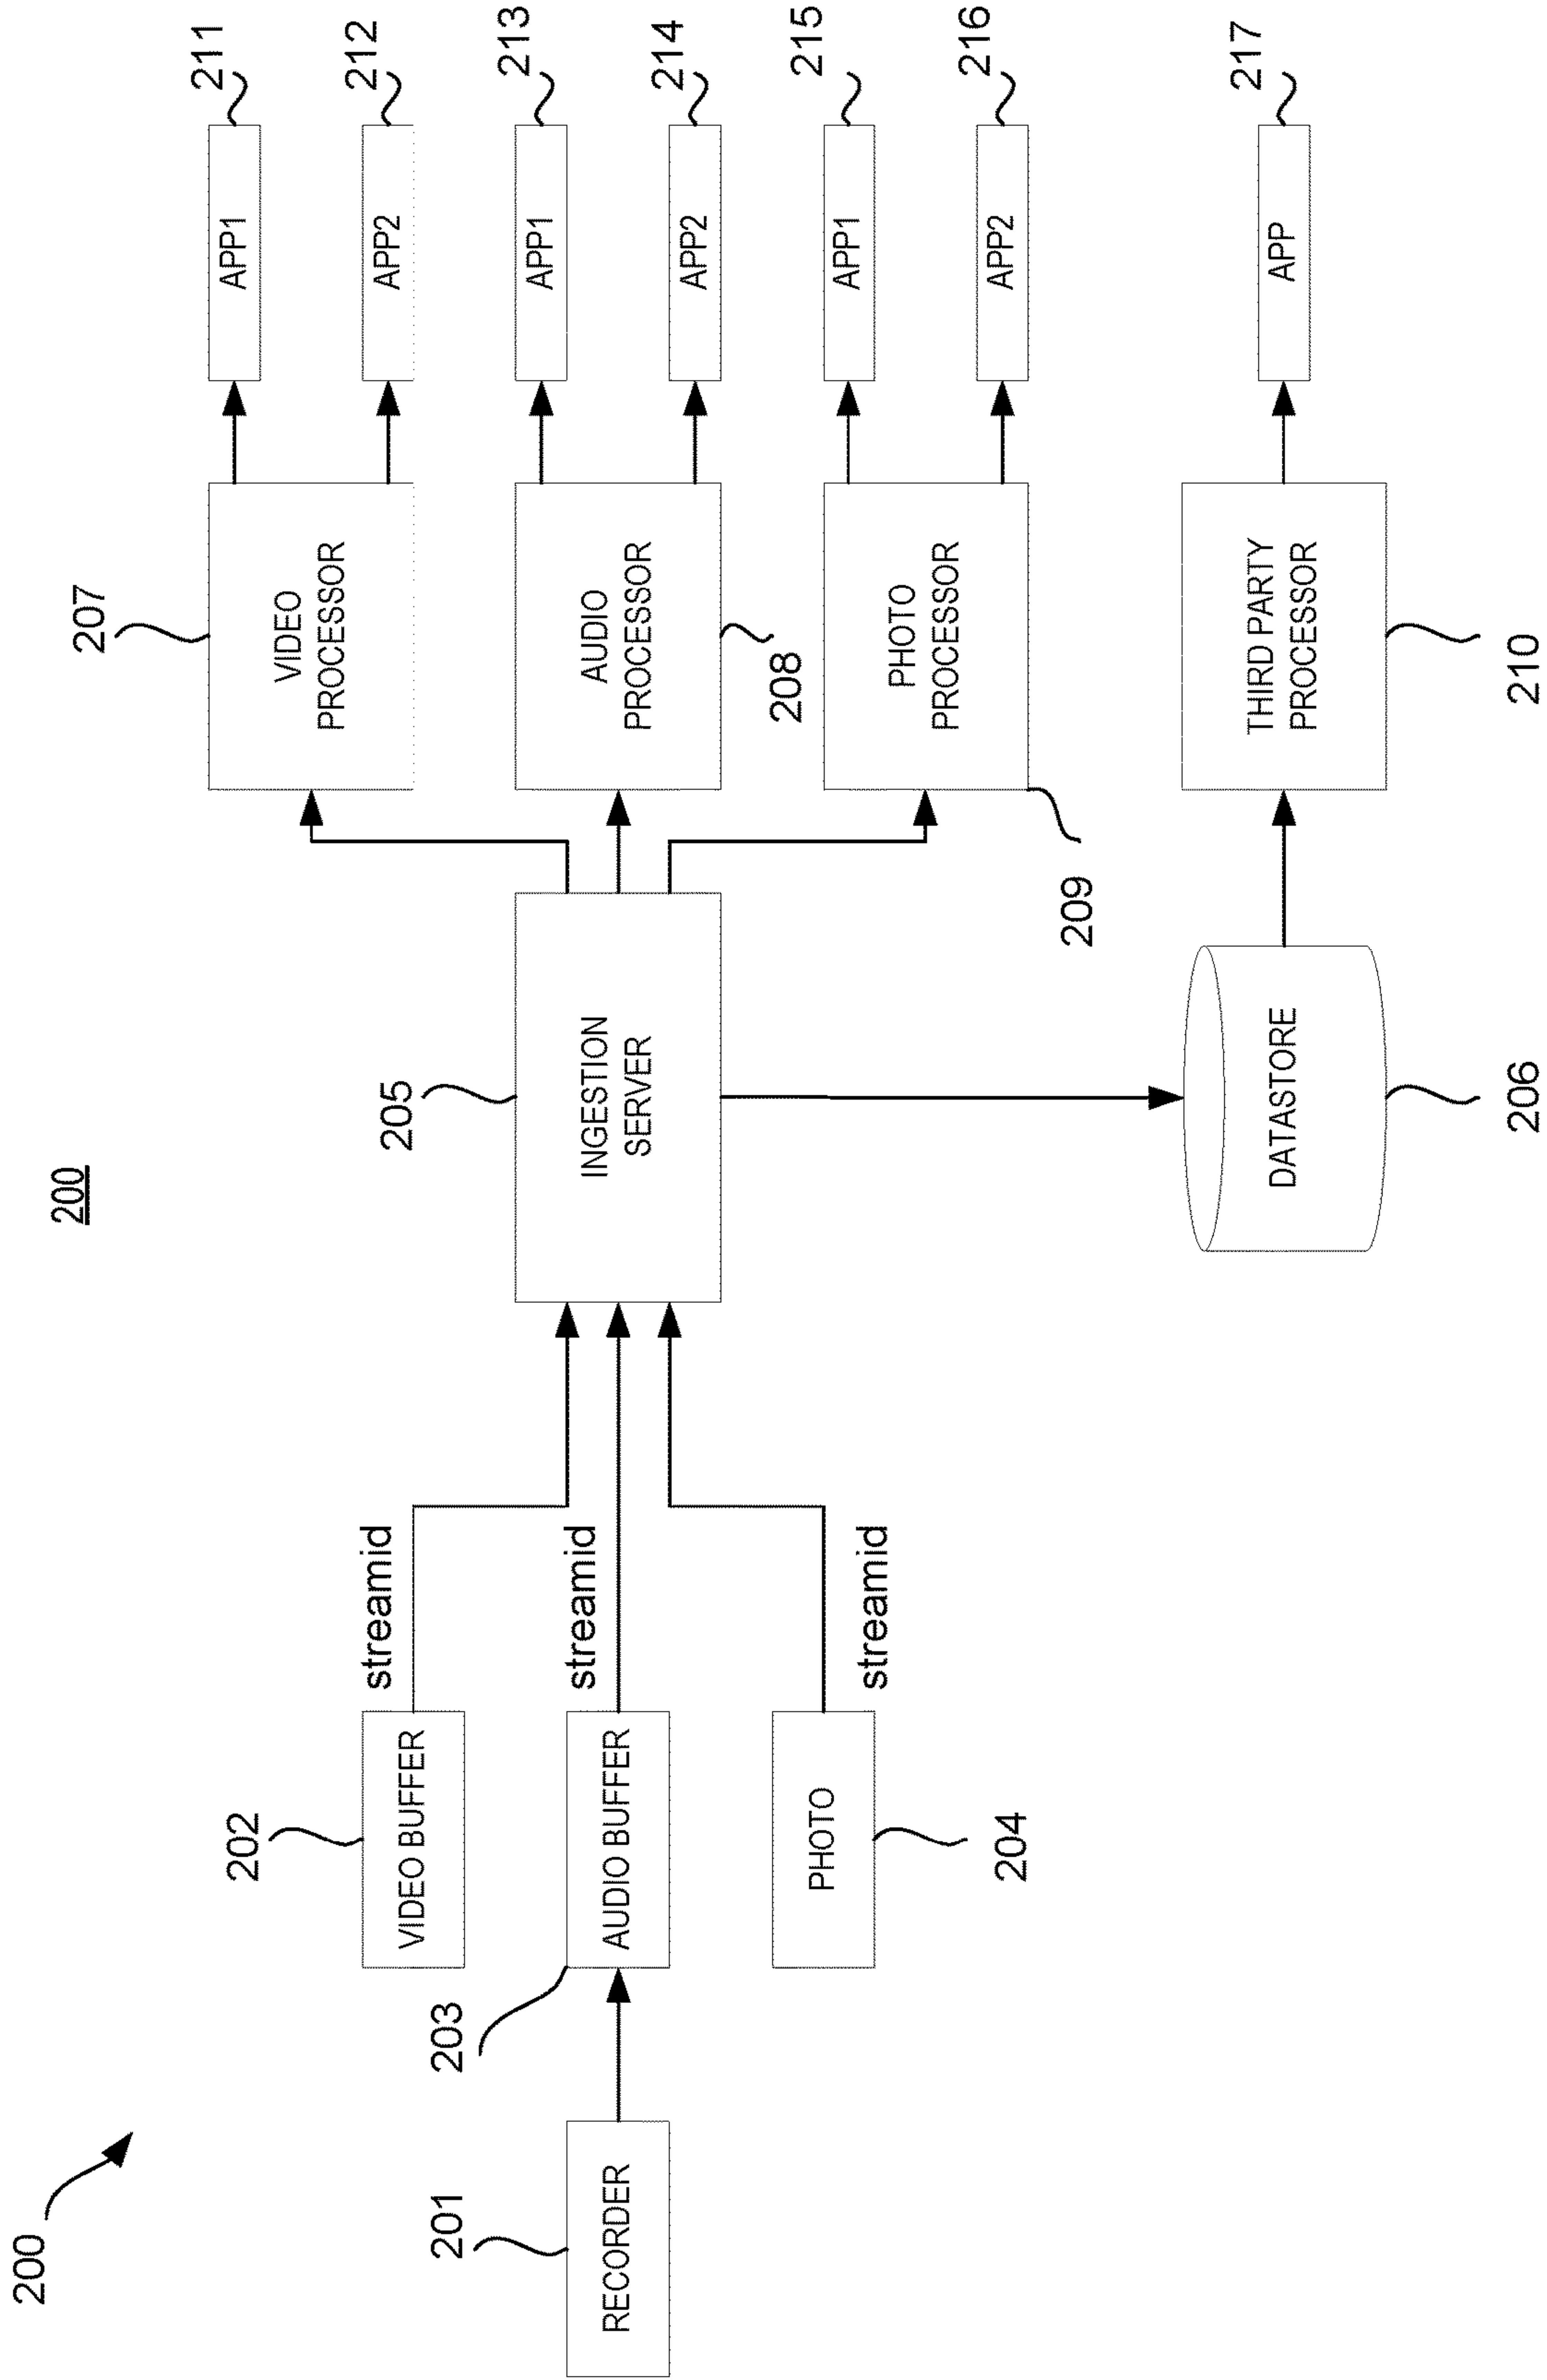 200
200
201
RECORDER
202
VIDEO BUFFER
streamid
203
AUDIO BUFFER
streamid
PHOTO
streamid
204
205
INGESTION
SERVER
DATASTORE
206
207
VIDEO
PROCESSOR
AUDIO
PROCESSOR
208
PHOTO
PROCESSOR
209
THIRD PARTY
PROCESSOR
210
APP1
211
APP2
212
APP1
213
APP2
214
APP1
215
APP2
216
APP
217